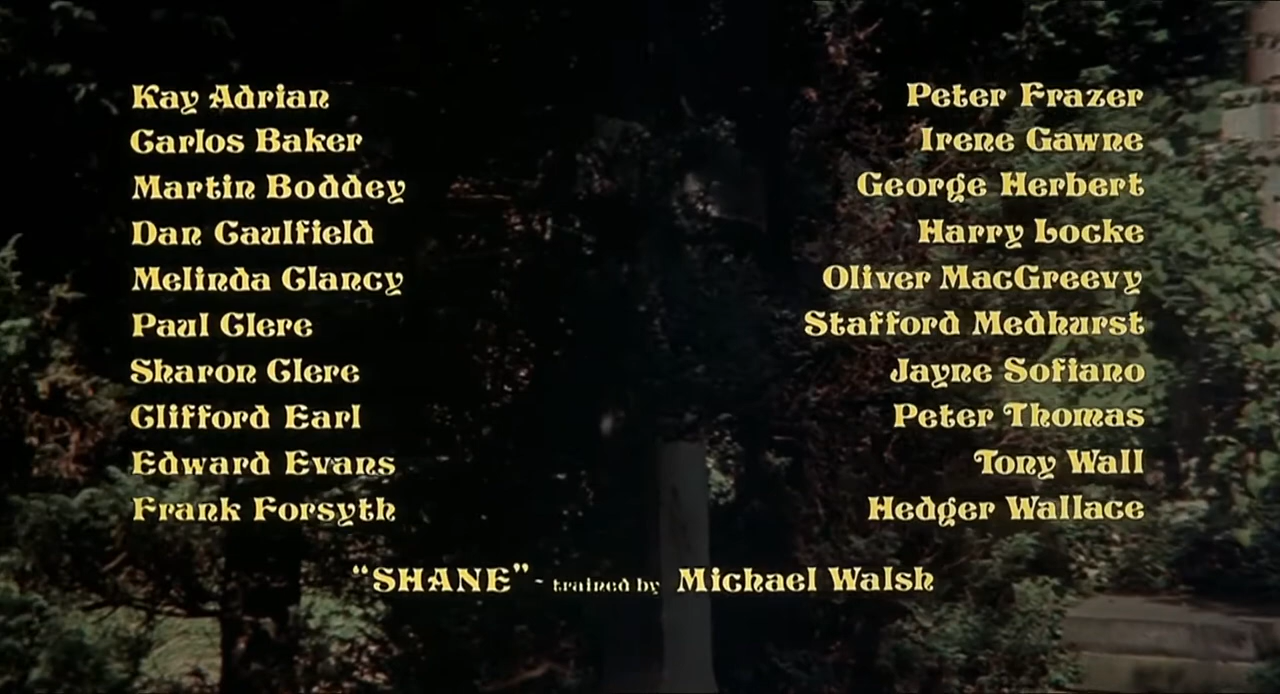 Kay Adrian
Carlos Baker
Martin Boddey
Dan Caulfield
Melinda Clancy
Paul Clere
Sharon Clere
Clifford Earl
Edward Evans
Frank Forsyth
Peter Frazer
Irene Gawne
George Herbert
Harry Locke
Oliver MacGreevy
Stafford Medhurst
Jayne Sofiano
Peter Thomas
Tony Wall
Hedger Wallace
“SHANE” - trained by Michael Walsh